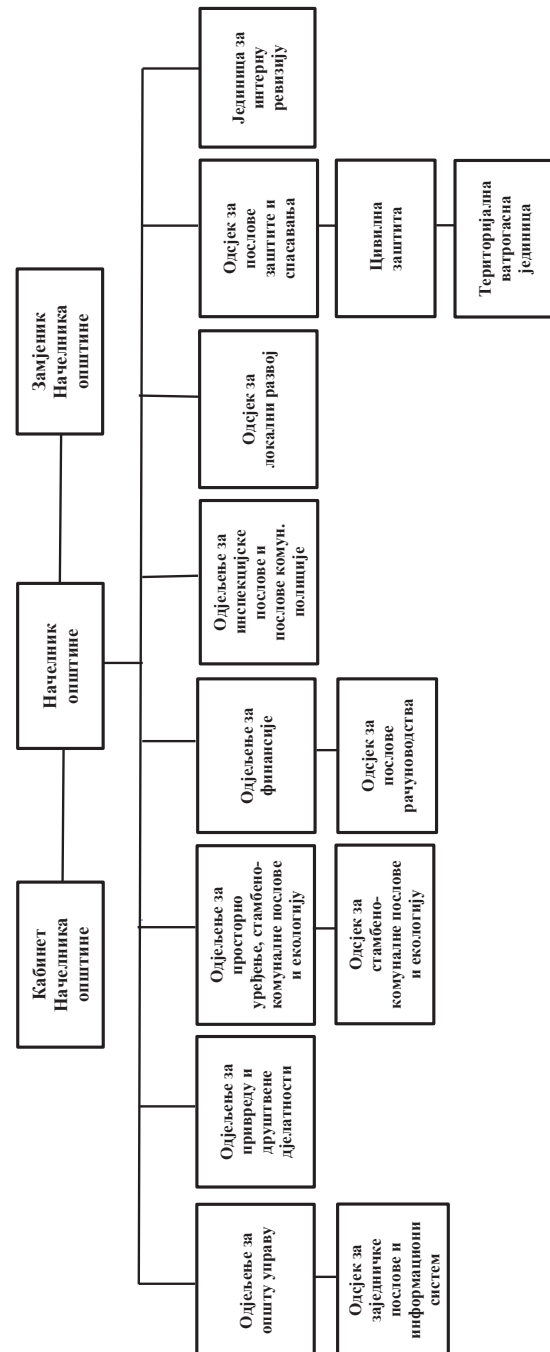 Кабинет
Начелника
општине
Начелник
општине
Замјеник
Начелника
општине
Одјељење за
општу управу
Одјељење за
привреду и
друштвене
дјелатности
Одјељење за
просторно
уређење, стамбено-
комуналне послове
и екологију
Одјељење за
финансије
Одјељење за
инспекцијске
послове и
послове комун.
полиције
Одсјек за
локални развој
Одсјек за
послове
заштите и
спасавања
Јединица за
интерну
ревизију
Одсјек за
заједничке
послове и
информациони
систем
Одсјек за
стамбено-
комуналне послове
и екологију
Одсјек за
послове
рачуноводства
Цивилна
заштита
Територијална
ватрогасна
јединица